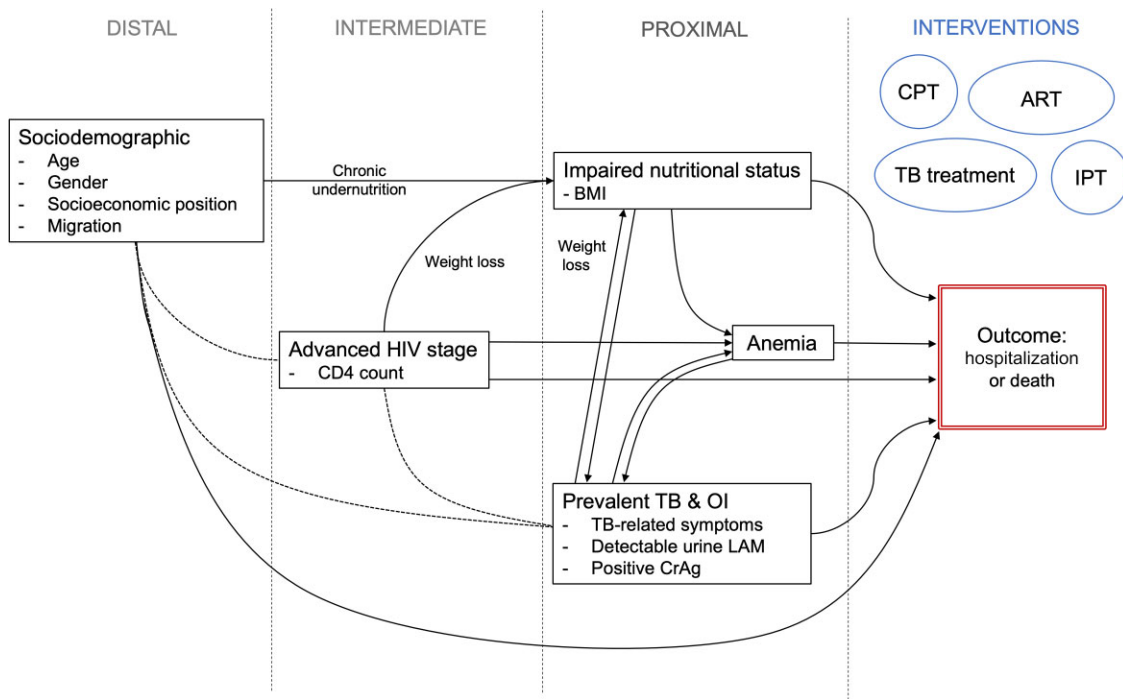 DISTAL
INTERMEDIATE
PROXIMAL
INTERVENTIONS
CPT
ART
TB treatment
IPT
Sociodemographic
- Age
- Gender
- Socioeconomic position
- Migration
Chronic
undernutrition
Impaired nutritional status
- BMI
Weight loss
Weight
loss
Advanced HIV stage
- CD4 count
Anemia
Outcome:
hospitalization
or death
Prevalent TB & OI
- TB-related symptoms
- Detectable urine LAM
- Positive CrAg